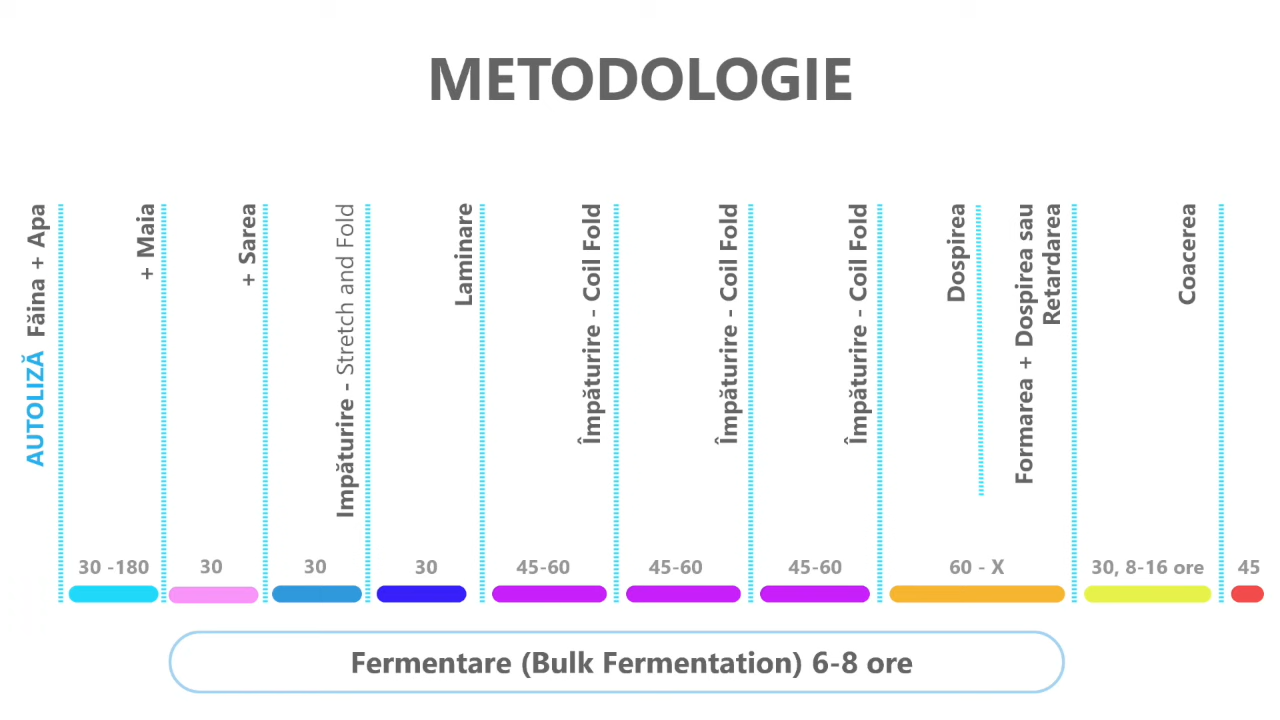 METODOLOGIE
AUTOLIZĂ Făina + Apa
+ Maia
+ Sarea
Impăturire - Stretch and Fold
Laminare
Împăturire - Coil Fold
Împăturire - Coil Fold
Împăturire - Coil Fold
Dospirea
Formarea + Dospirea sau
Retardarea
Coacerea
30 -180
30
30
30
45-60
45-60
45-60
60 - X
30, 8-16 ore
45
Fermentare (Bulk Fermentation) 6-8 ore